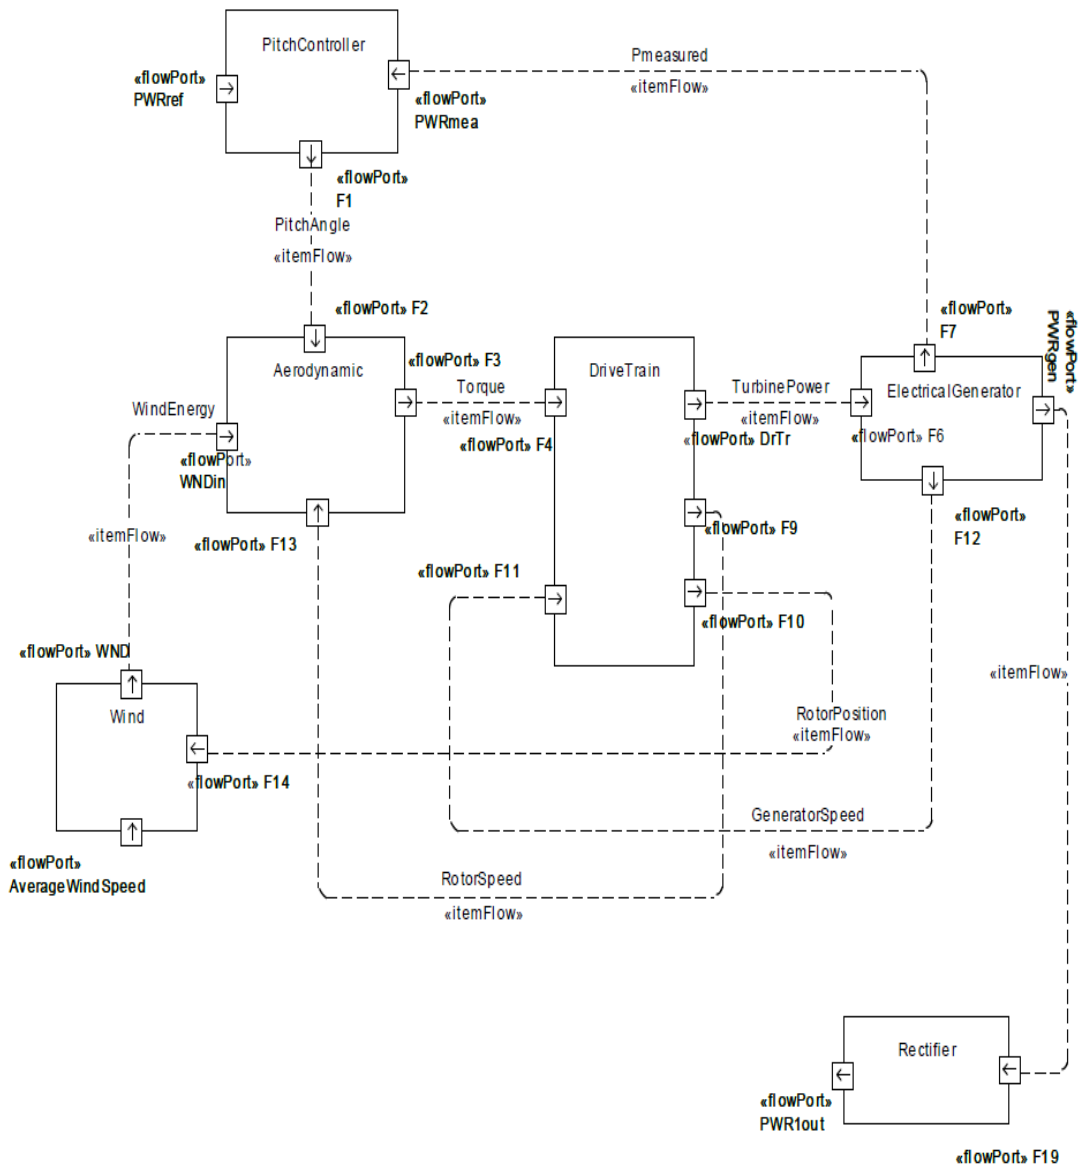 PitchController
«flowPort»
PWRref
«flowPort»
PWRmea
Pmeasured
«itemFlow»
«flowPort»
F1
PitchAngle
«itemFlow»
«flowPort» F2
Aerodynamic
«flowPort» F3
Torque
«itemFlow»
«flowPort» F4
WindEnergy
«flowPort»
WNDin
«itemFlow»
«flowPort» F13
DriveTrain
TurbinePower
«itemFlow»
«flowPort» DrTr
«flowPort»
F7
«flowPort»
PWRgen
ElectricalGenerator
«flowPort» F6
«flowPort»
F12
«flowPort» F9
«flowPort» F11
«flowPort» F10
«flowPort» WND
Wind
«flowPort» F14
RotorPosition
«itemFlow»
«itemFlow»
GeneratorSpeed
«itemFlow»
«flowPort»
AverageWindSpeed
RotorSpeed
«itemFlow»
Rectifier
«flowPort»
PWR1out
«flowPort» F19